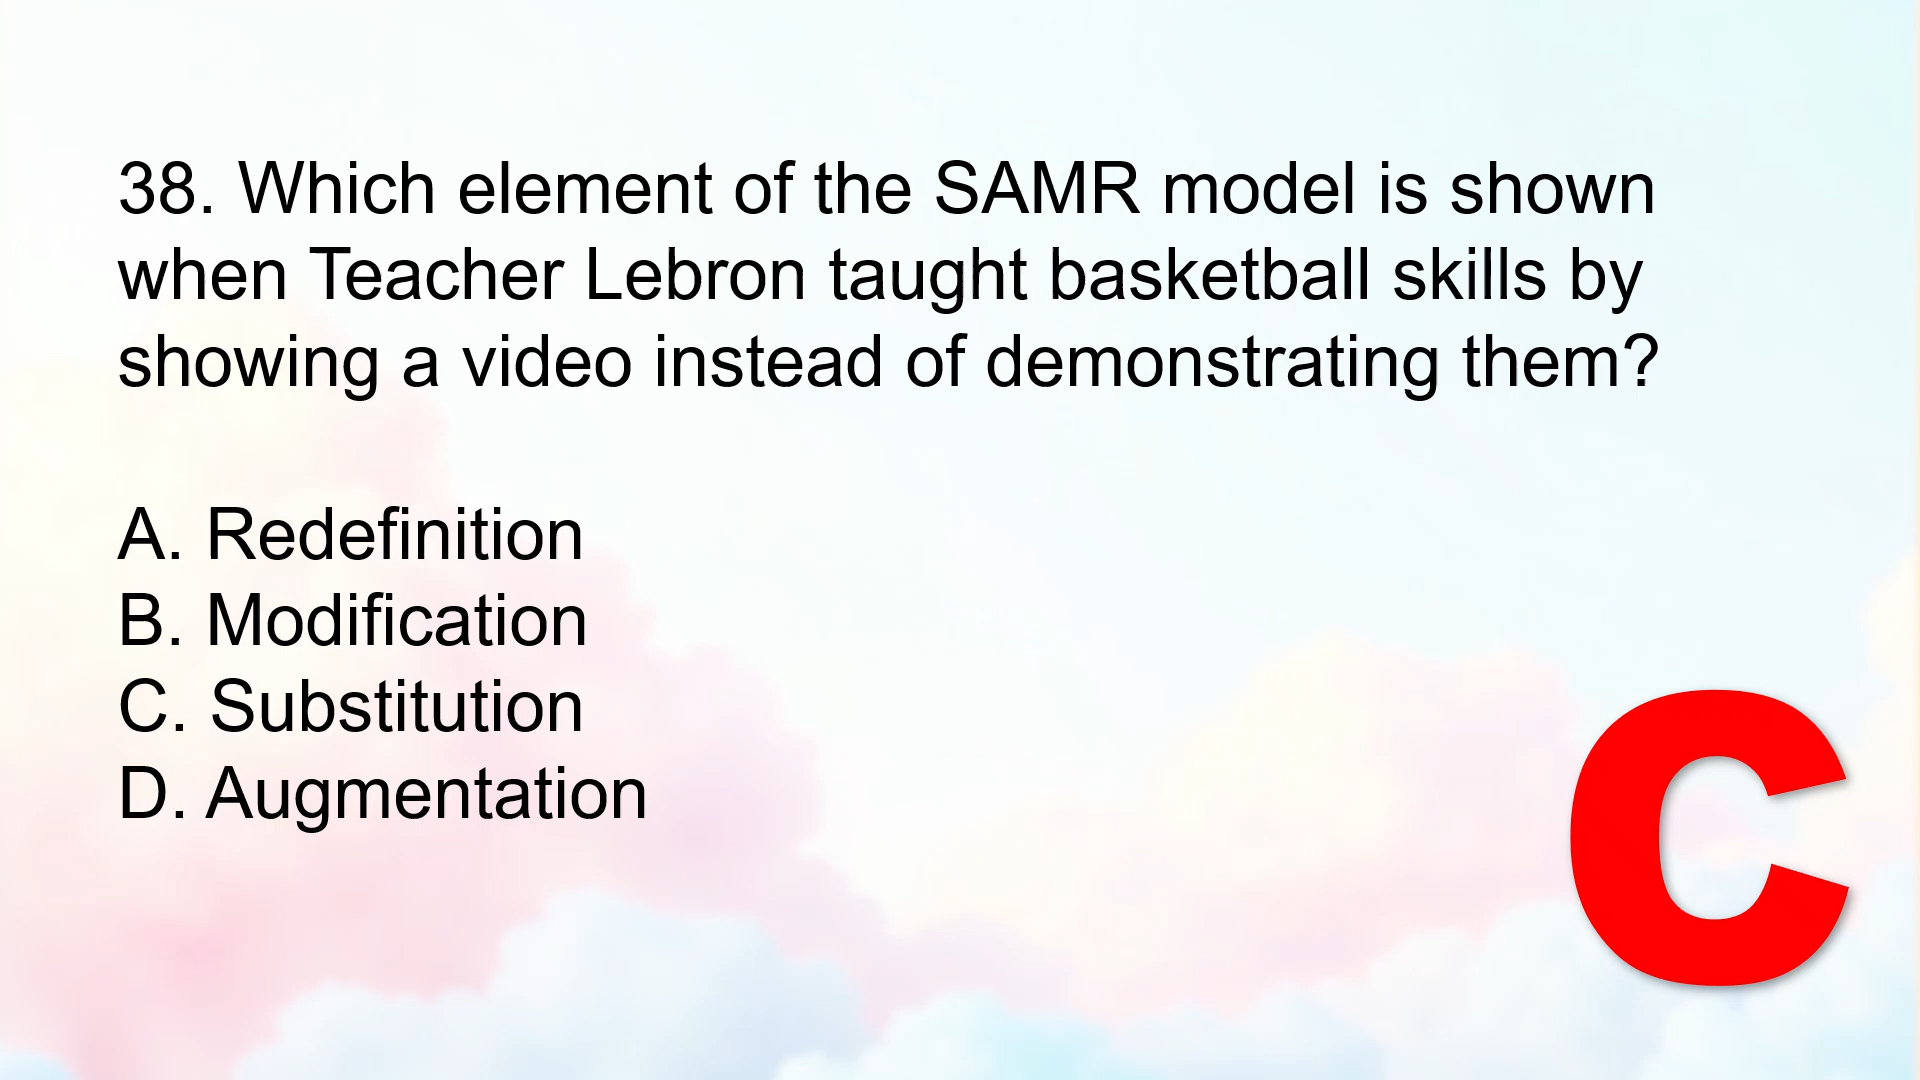 38. Which element of the SAMR model is shown
when Teacher Lebron taught basketball skills by
showing a video instead of demonstrating them?
A. Redefinition
B. Modification
C. Substitution
D. Augmentation
C